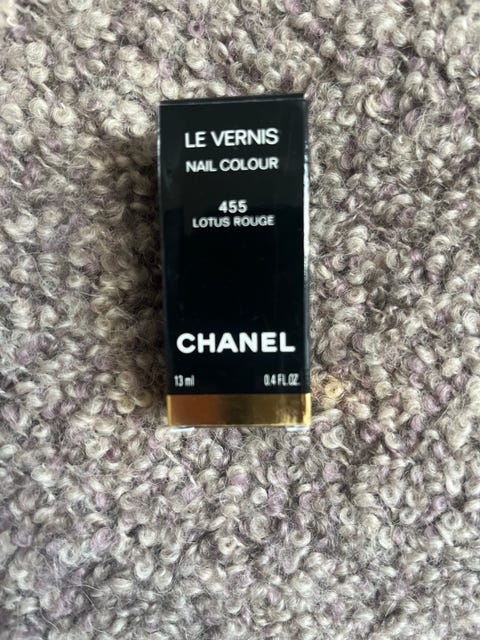 LE VERNIS
NAIL COLOUR
455
LOTUS ROUGE
CHANEL
13 ml 0.4 FL.OZ.